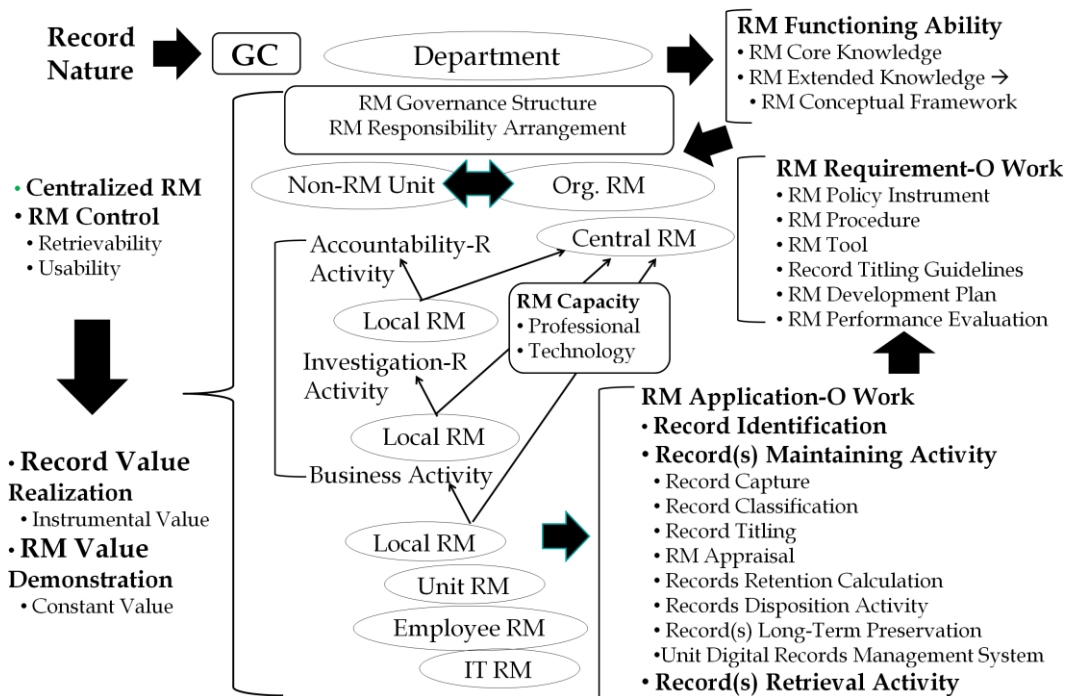 Record
Nature
GC
Department
RM Functioning Ability
• RM Core Knowledge
• RM Extended Knowledge →
• RM Conceptual Framework
RM Governance Structure
RM Responsibility Arrangement
Non-RM Unit
Org. RM
• Centralized RM
• RM Control
• Retrievability
• Usability
RM Requirement-O Work
• RM Policy Instrument
• RM Procedure
• RM Tool
• Record Titling Guidelines
• RM Development Plan
• RM Performance Evaluation
Central RM
Accountability-R
Activity
Local RM
RM Capacity
• Professional
• Technology
Investigation-R
Activity
Local RM
Business Activity
Local RM
Unit RM
Employee RM
IT RM
• Record Value
Realization
• Instrumental Value
• RM Value
Demonstration
• Constant Value
RM Application-O Work
• Record Identification
• Record(s) Maintaining Activity
• Record Capture
• Record Classification
• Record Titling
• RM Appraisal
• Records Retention Calculation
• Records Disposition Activity
• Record(s) Long-Term Preservation
•Unit Digital Records Management System
• Record(s) Retrieval Activity